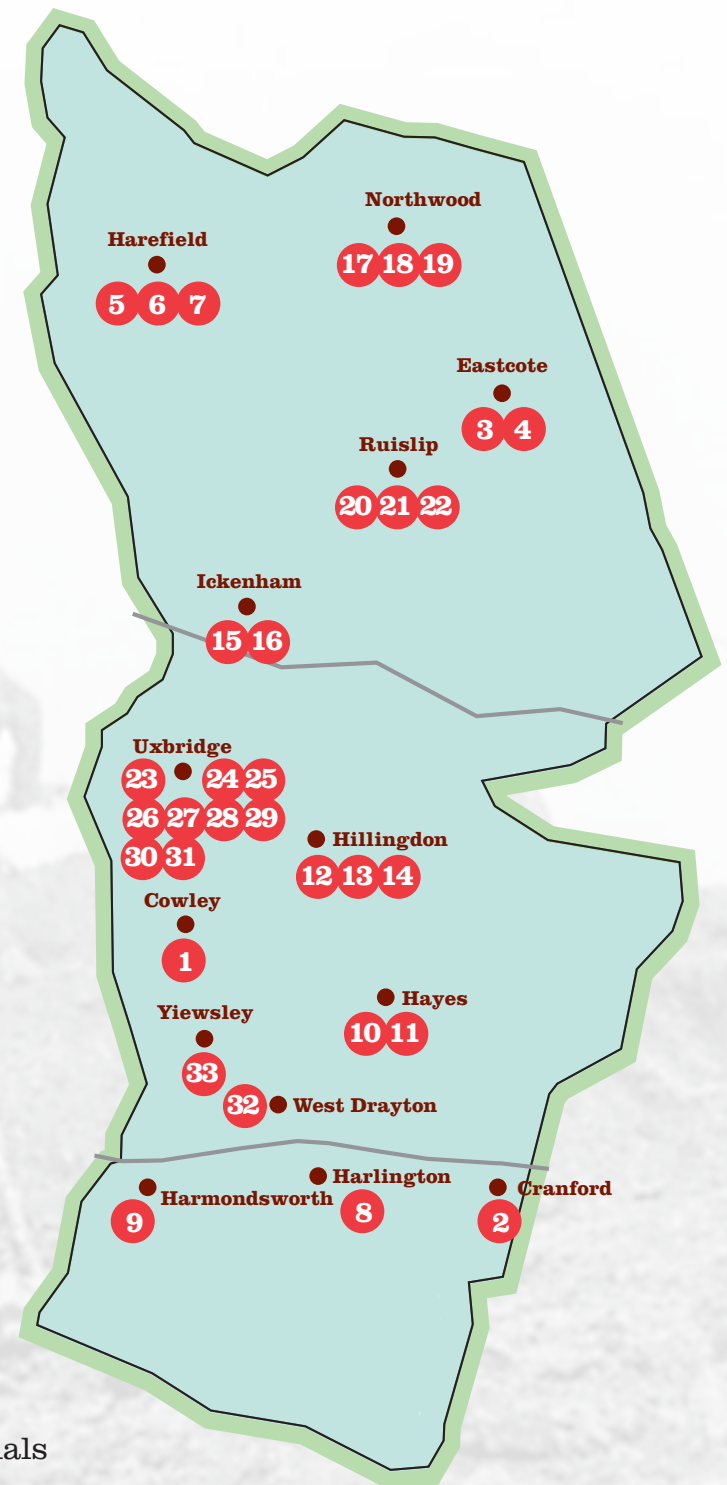 Northwood
17 18 19
Harefield
5 6 7
Eastcote
3 4
Ruislip
20 21 22
Ickenham
15 16
Uxbridge
23 24 25
26 27 28 29
30 31
Hillingdon
12 13 14
Cowley
1
Hayes
10 11
Yiewsley
33
32 West Drayton
Harlington
8
Harmondsworth
9
Cranford
2
als